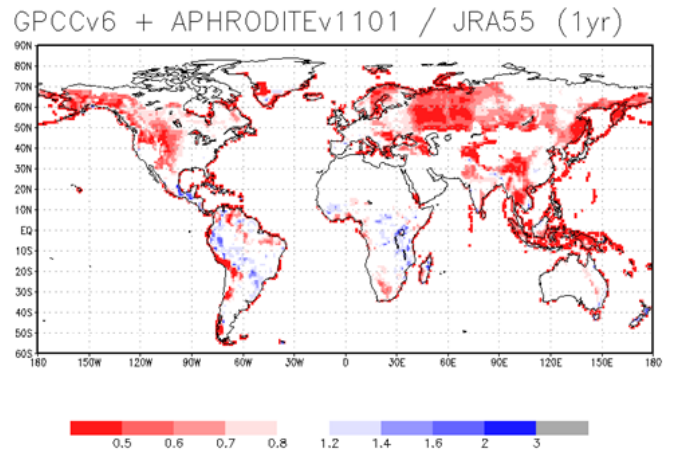 GPCCv6 + APHRODITEv1101 / JRA55 (1yr)
90N
80N
70N
60N
50N
40N
30N
20N
10N
EQ
10S
20S
30S
40S
50S
60S
180 150W 120W 90W 60W 30W 0 30E 60E 90E 120E 150E 180
0.5 0.6 0.7 0.8 1.2 1.4 1.6 2 3